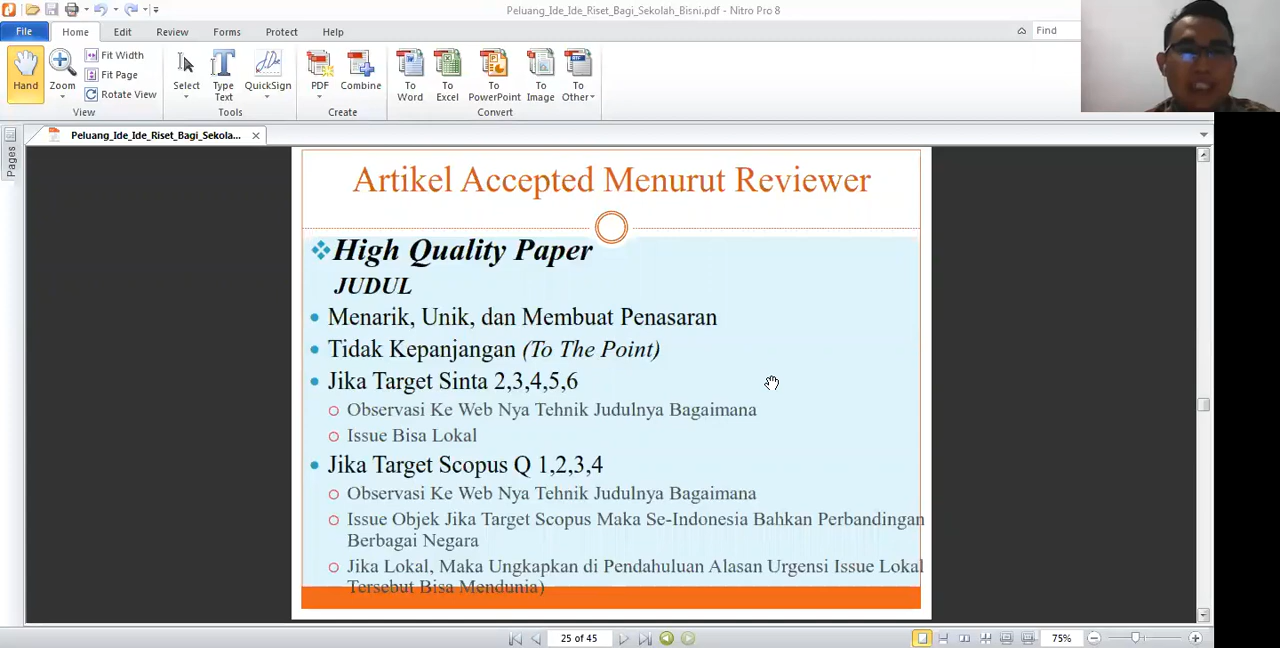 Peluang_Ide_Ide_Riset_Bagi_Sekolah_Bisni.pdf - Nitro Pro 8
File Home Edit Review Forms Protect Help Find
Hand
Zoom
Fit Width
Fit Page
Rotate View
View
Select
Type Text
QuickSign
Tools
PDF
Combine
Create
To Word
To Excel
To PowerPoint
To Image
To Other
Convert
Peluang_Ide_Ide_Riset_Bagi_Sekola...
Pages
Artikel Accepted Menurut Reviewer
High Quality Paper
JUDUL
Menarik, Unik, dan Membuat Penasaran
Tidak Kepanjangan (To The Point)
Jika Target Sinta 2,3,4,5,6
Observasi Ke Web Nya Tehnik Judulnya Bagaimana
Issue Bisa Lokal
Jika Target Scopus Q 1,2,3,4
Observasi Ke Web Nya Tehnik Judulnya Bagaimana
Issue Objek Jika Target Scopus Maka Se-Indonesia Bahkan Perbandingan
Berbagai Negara
Jika Lokal, Maka Ungkapkan di Pendahuluan Alasan Urgensi Issue Lokal
Tersebut Bisa Mendunia)
25 of 45
75%